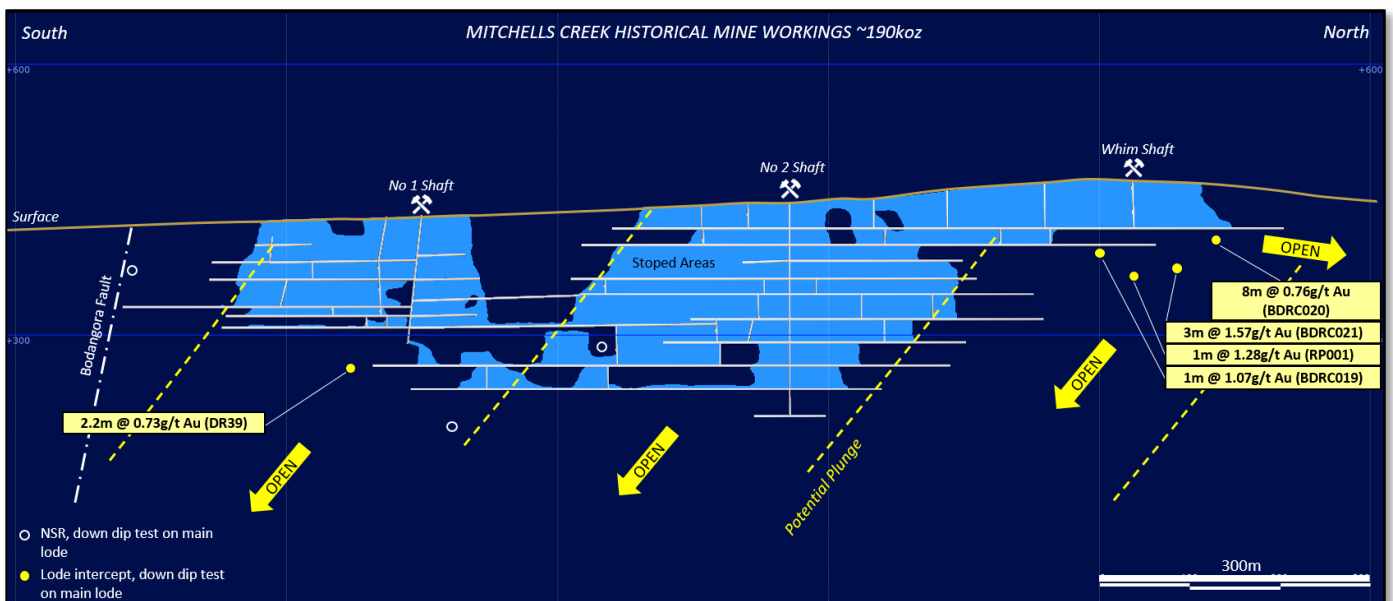 South
MITCHELLS CREEK HISTORICAL MINE WORKINGS ~190koz
North
+600
+600
Whim Shaft
No 2 Shaft
No 1 Shaft
Surface
Stoped Areas
OPEN
Bodangora Fault
8m @ 0.76g/t Au
(BDRC020)
3m @ 1.57g/t Au (BDRC021)
+300
1m @ 1.28g/t Au (RP001)
1m @ 1.07g/t Au (BDRC019)
OPEN
2.2m @ 0.73g/t Au (DR39)
OPEN
OPEN
Potential Plunge
NSR, down dip test on main
lode
Lode intercept, down dip test
on main lode
300m